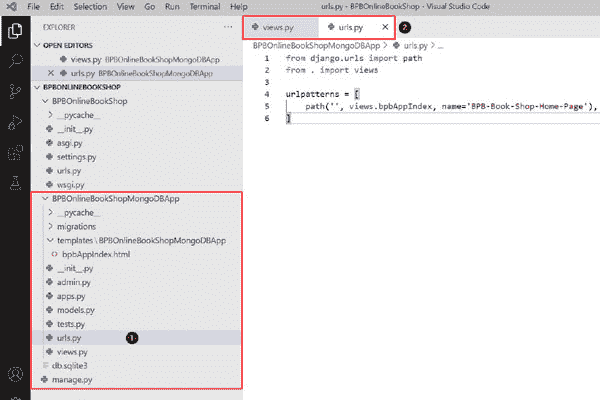 File Edit Selection View Go Run Terminal Help urls.py - BPBOnlineBookShop - Visual Studio Code
EXPLORER
OPEN EDITORS
views.py BPBOnlineBookShopMongoDBApp
urls.py BPBOnlineBookShopMongoDBApp
BPBONLINEBOOKSHOP
BPBOnlineBookShop
__pycache__
__init__.py
asgi.py
settings.py
urls.py
wsgi.py
BPBOnlineBookShopMongoDBApp
__pycache__
migrations
templates \ BPBOnlineBookShopMongoDBApp
bpbAppIndex.html
__init__.py
admin.py
apps.py
models.py
tests.py
urls.py 1
views.py
db.sqlite3
manage.py
views.py urls.py 2
BPBOnlineBookShopMongoDBApp > urls.py > ...
1 from django.urls import path
2 from . import views
3
4 urlpatterns = [
5 path('', views.bpbAppIndex, name='BPB-Book-Shop-Home-Page'),
6 ]